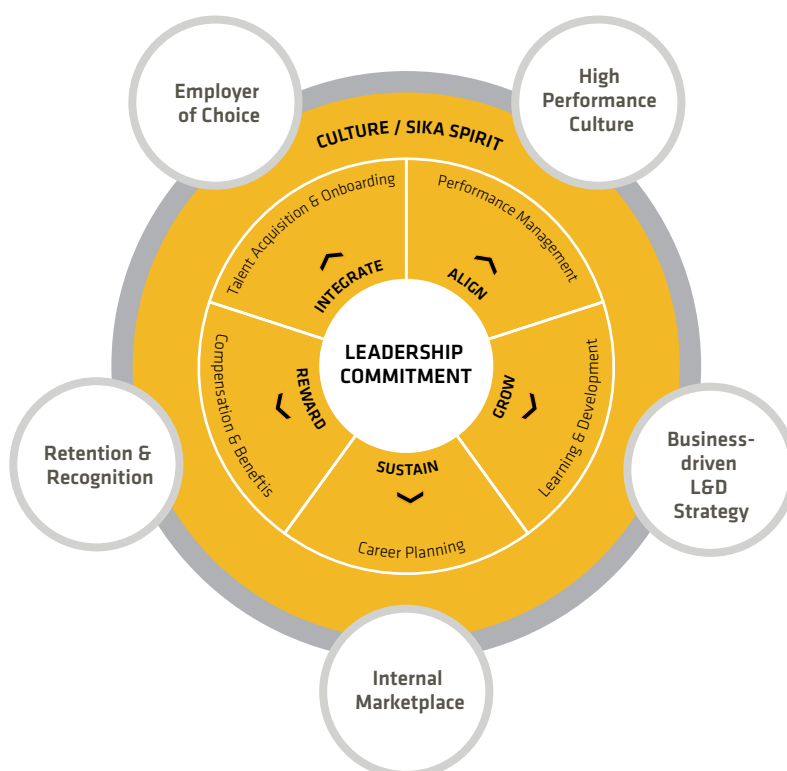 Employer
of Choice
High
Performance
Culture
CULTURE / SIKA SPIRIT
Talent Acquisition & Onboarding
INTEGRATE
Performance Management
ALIGN
LEADERSHIP
COMMITMENT
Compensation & Beneftis
REWARD
GROW
Learning & Development
SUSTAIN
Career Planning
Retention &
Recognition
Business-
driven
L&D
Strategy
Internal
Marketplace